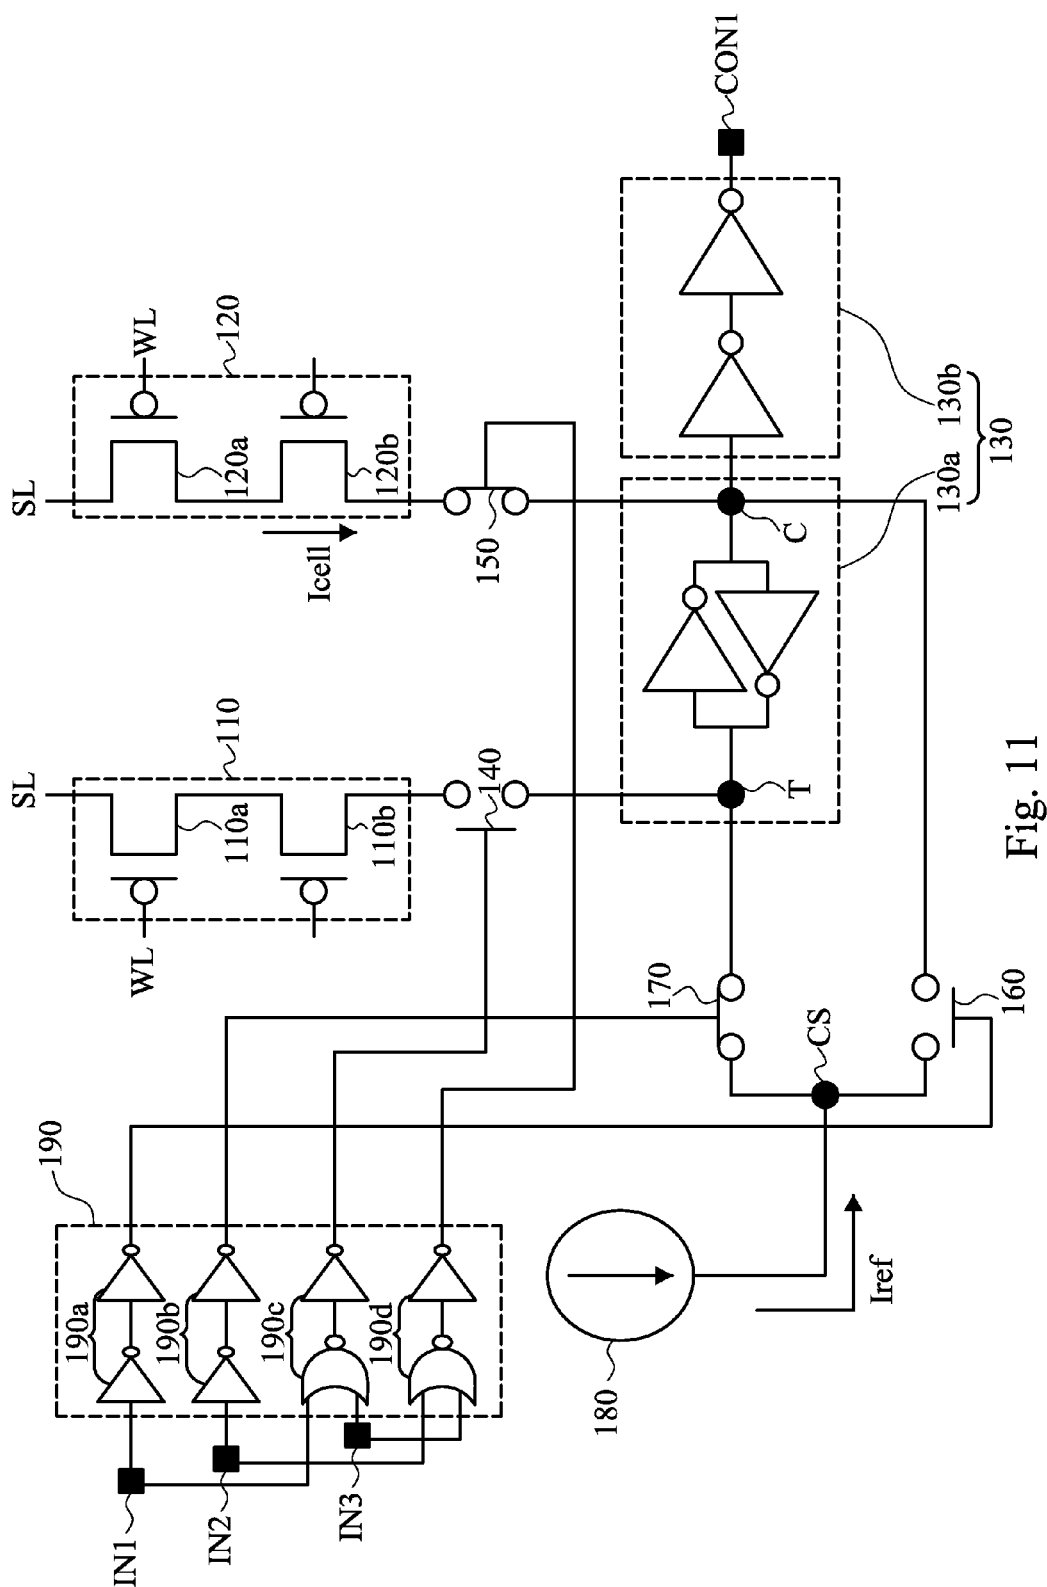 190
IN1
IN2
IN3
190a
190b
190c
190d
WL
SL
110
110a
110b
140
SL
WL
120
120a
120b
Icell
150
180
Iref
CS
170
160
T
C
130a
130b
130
CON1
Fig. 11